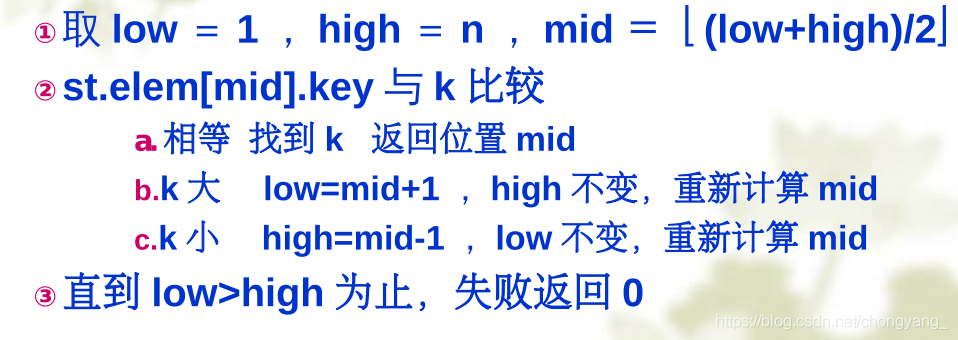 ① 取 low ＝ 1 ， high ＝ n ， mid ＝ ⌊(low+high)/2⌋
② st.elem[mid].key 与 k 比较
a. 相等 找到 k 返回位置 mid
b.k 大 low=mid+1 ， high 不变，重新计算 mid
c.k 小 high=mid-1 ， low 不变，重新计算 mid
③ 直到 low>high 为止，失败返回 0
https://blog.csdn.net/chongyang_